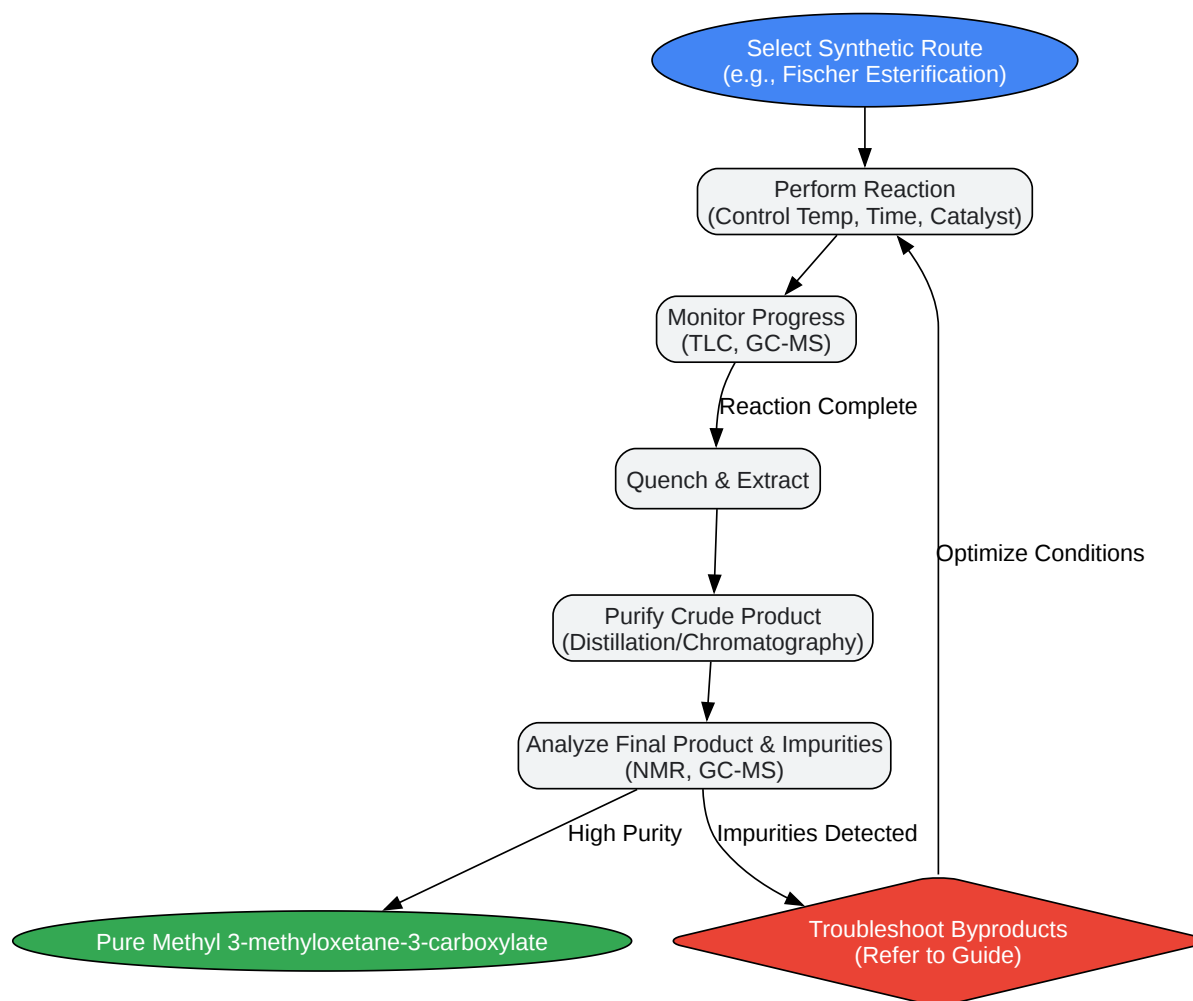 Select Synthetic Route
(e.g., Fischer Esterification)
Perform Reaction
(Control Temp, Time, Catalyst)
Monitor Progress
(TLC, GC-MS)
Reaction Complete
Quench & Extract
Optimize Conditions
Purify Crude Product
(Distillation/Chromatography)
Analyze Final Product & Impurities
(NMR, GC-MS)
High Purity
Impurities Detected
Pure Methyl 3-methyloxetane-3-carboxylate
Troubleshoot Byproducts
(Refer to Guide)